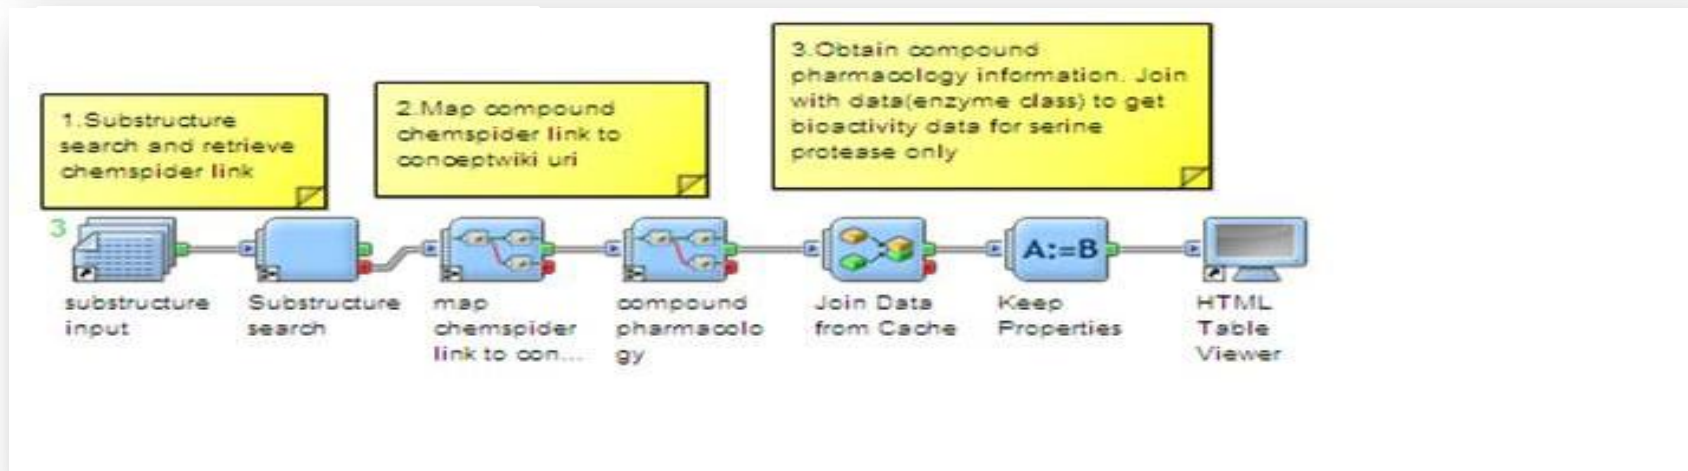 1.Substructure
search and retrieve
chemspider link
2.Map compound
chemspider link to
conceptwiki uri
3.Obtain compound
pharmacology information. Join
with data(enzyme class) to get
bioactivity data for serine
protease only
3
substructure
input
Substructure
search
map
chemspider
link to con...
compound
pharmacolo
gy
Join Data
from Cache
A:=B
Keep
Properties
HTML
Table
Viewer